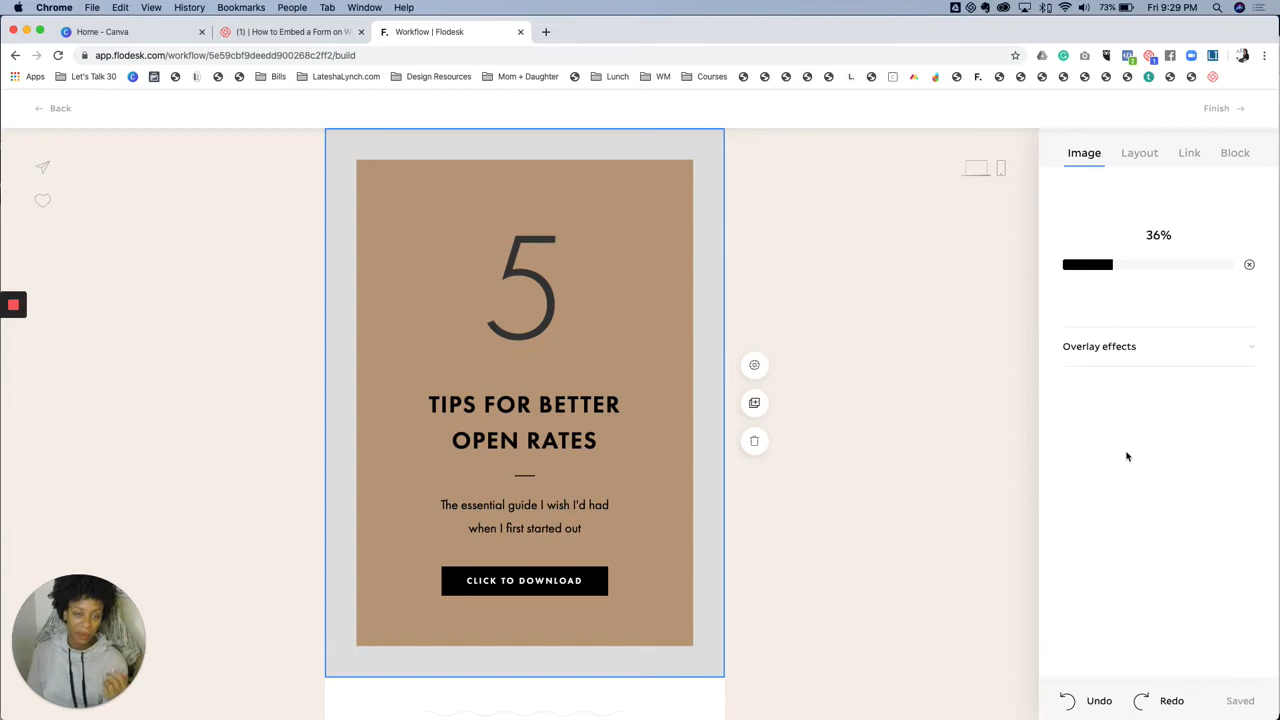 Chrome File Edit View History Bookmarks People Tab Window Help 73% Fri 9:29 PM
Home - Canva (1) | How to Embed a Form on W Workflow | Flodesk
app.flodesk.com/workflow/5e59cbf9deedd900268c2ff2/build
Apps Let's Talk 30 Bills LateshaLynch.com Design Resources Mom + Daughter Lunch WM Courses
Back Finish
Image Layout Link Block
36%
5
Overlay effects
TIPS FOR BETTER
OPEN RATES
The essential guide I wish I'd had
when I first started out
CLICK TO DOWNLOAD
Undo Redo Saved